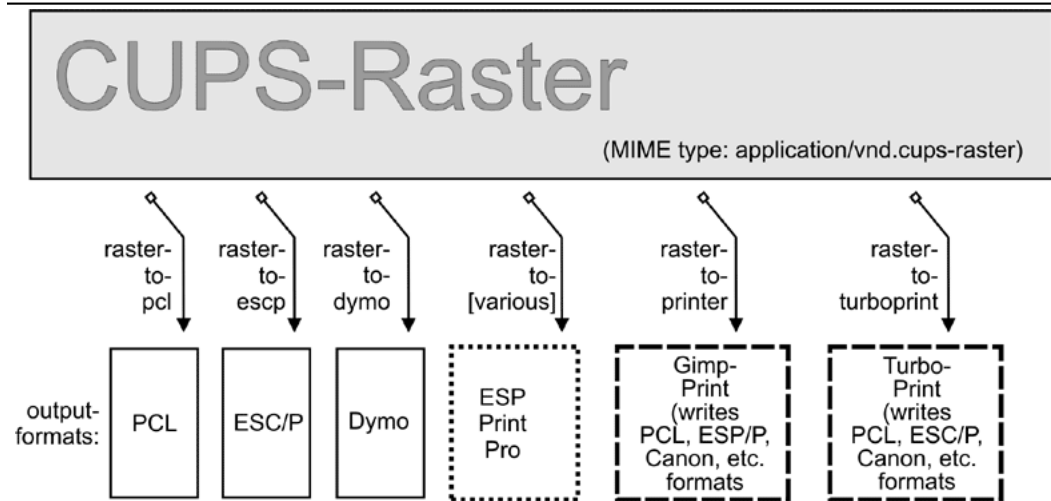 CUPS-Raster
(MIME type: application/vnd.cups-raster)
raster-
to-
pcl
raster-
to-
escp
raster-
to-
dymo
raster-
to-
[various]
raster-
to-
printer
raster-
to-
turboprint
output-
formats:
PCL
ESC/P
Dymo
ESP
Print
Pro
Gimp-
Print
(writes
PCL, ESP/P,
Canon, etc.
formats
Turbo-
Print
(writes
PCL, ESC/P,
Canon, etc.
formats